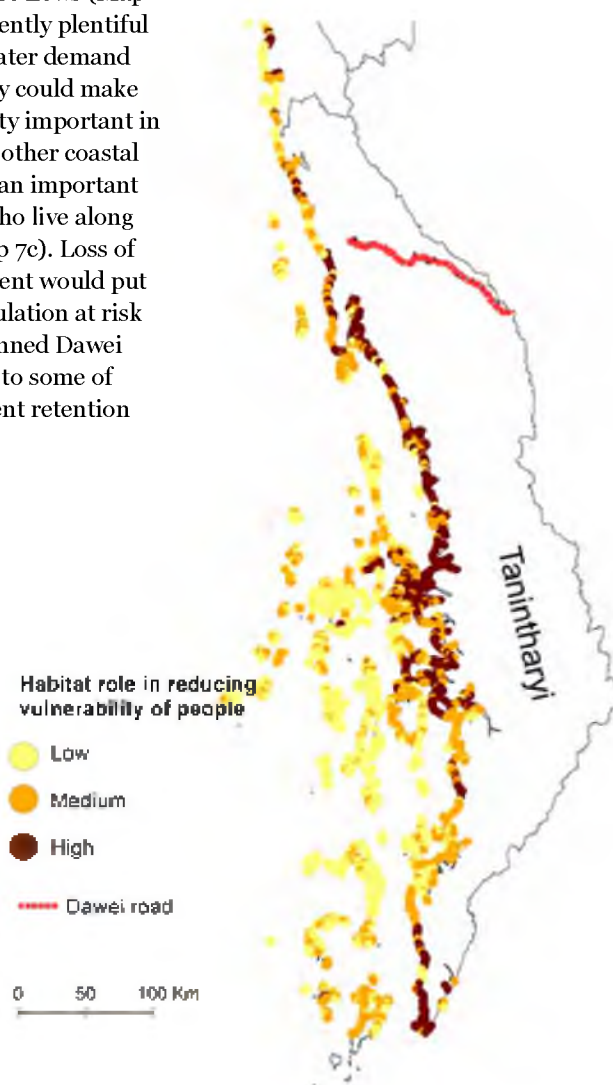 ently plentiful
ater demand
y could make
ty important in
other coastal
an important
ho live along
p 7c). Loss of
ent would put
ulation at risk
nned Dawei
to some of
ent retention
Tanintharyi
Habitat role in reducing
vulnerability of people
Low
Medium
High
Dawei road
0 50 100 Km